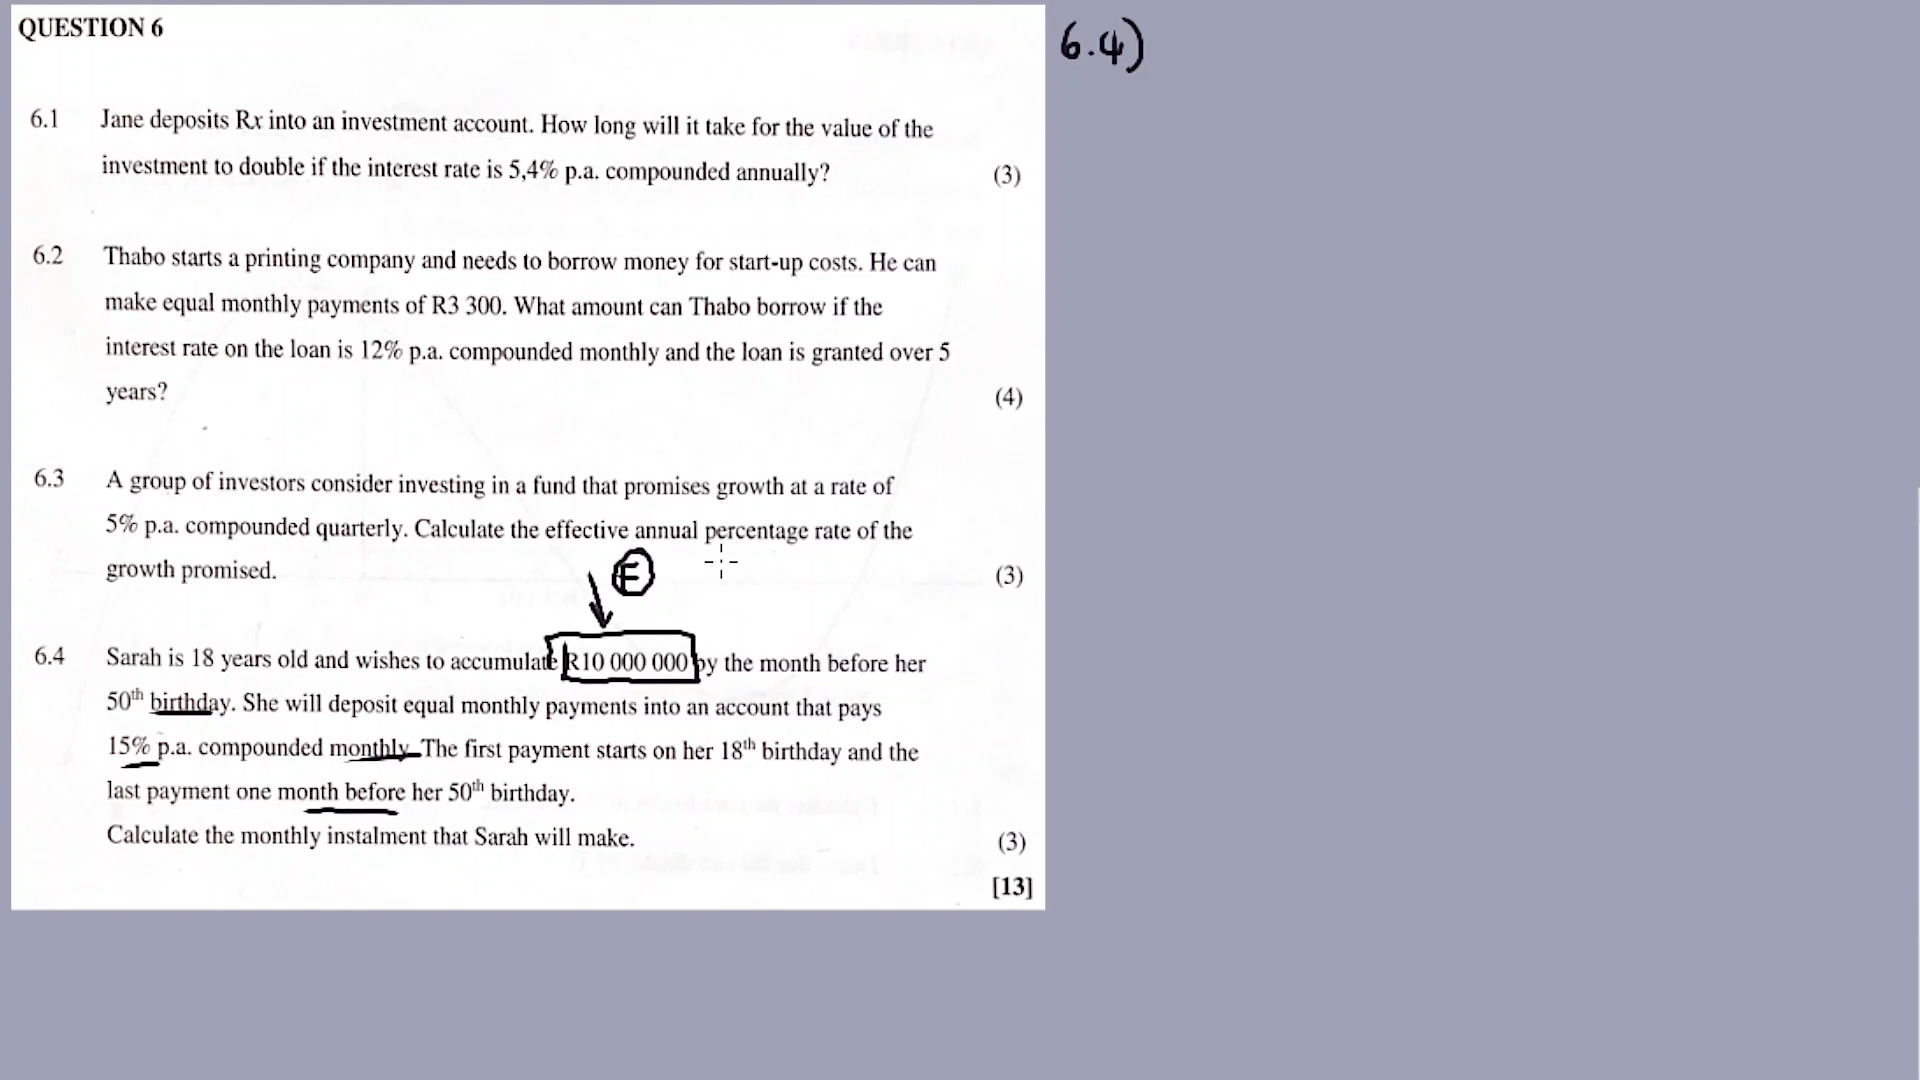 QUESTION 6
6.4)
6.1 Jane deposits Rx into an investment account. How long will it take for the value of the
investment to double if the interest rate is 5,4% p.a. compounded annually? (3)
6.2 Thabo starts a printing company and needs to borrow money for start-up costs. He can
make equal monthly payments of R3 300. What amount can Thabo borrow if the
interest rate on the loan is 12% p.a. compounded monthly and the loan is granted over 5
years? (4)
6.3 A group of investors consider investing in a fund that promises growth at a rate of
5% p.a. compounded quarterly. Calculate the effective annual percentage rate of the
growth promised. (3)
F
6.4 Sarah is 18 years old and wishes to accumulate R10 000 000 by the month before her
50th birthday. She will deposit equal monthly payments into an account that pays
15% p.a. compounded monthly. The first payment starts on her 18th birthday and the
last payment one month before her 50th birthday.
Calculate the monthly instalment that Sarah will make. (3)
[13]